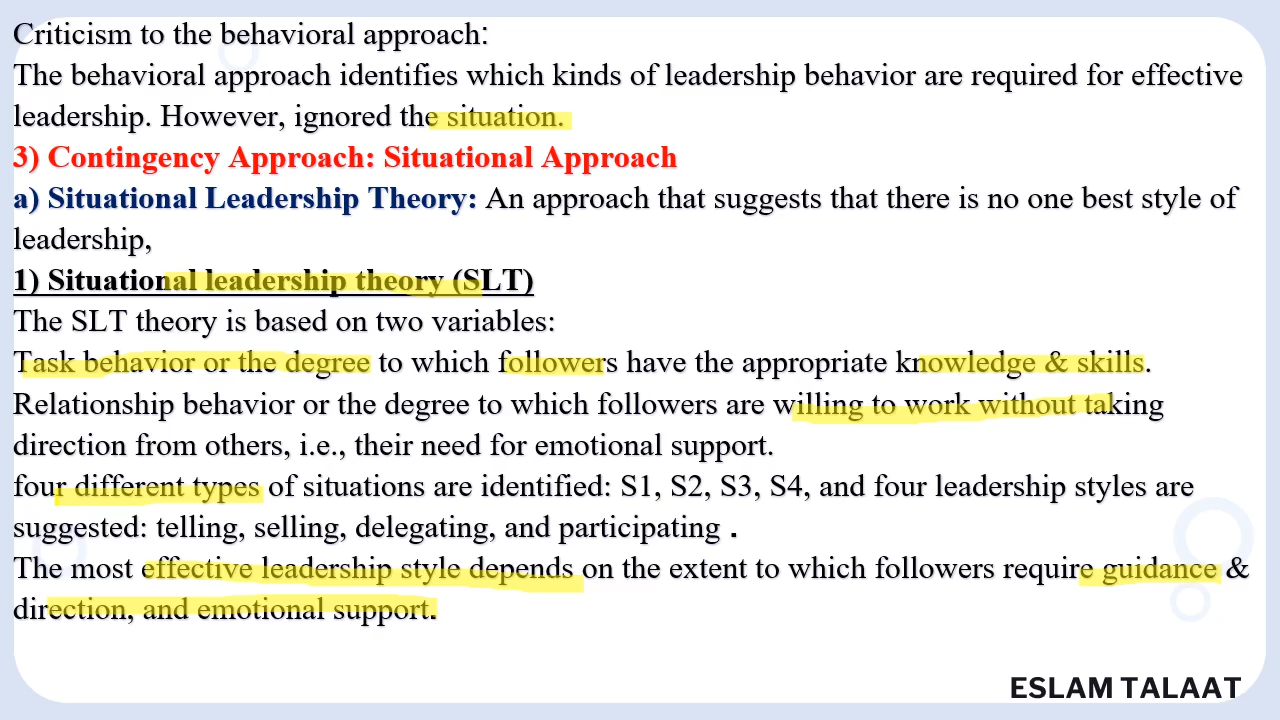 Criticism to the behavioral approach:
The behavioral approach identifies which kinds of leadership behavior are required for effective
leadership. However, ignored the situation.
3) Contingency Approach: Situational Approach
a) Situational Leadership Theory: An approach that suggests that there is no one best style of
leadership,
1) Situational leadership theory (SLT)
The SLT theory is based on two variables:
Task behavior or the degree to which followers have the appropriate knowledge & skills.
Relationship behavior or the degree to which followers are willing to work without taking
direction from others, i.e., their need for emotional support.
four different types of situations are identified: S1, S2, S3, S4, and four leadership styles are
suggested: telling, selling, delegating, and participating .
The most effective leadership style depends on the extent to which followers require guidance &
direction, and emotional support.
ESLAM TALAAT